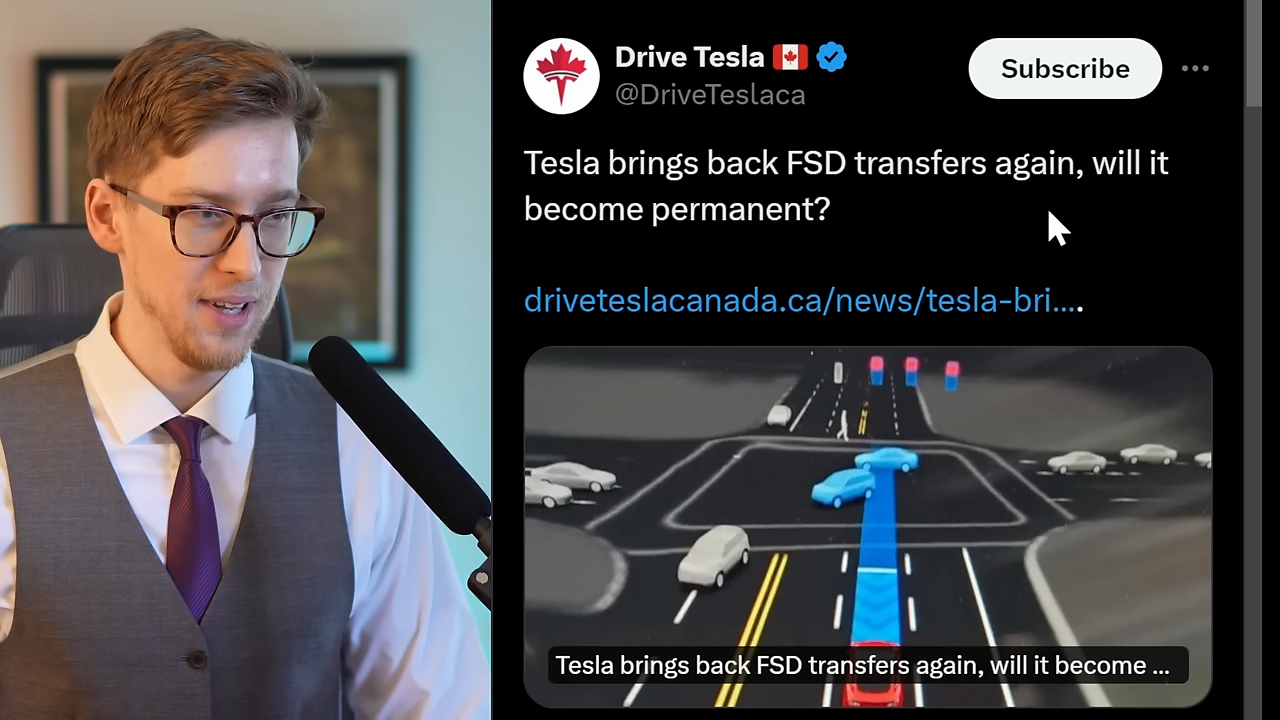 Drive Tesla 🇨🇦
@DriveTeslaca
Subscribe
Tesla brings back FSD transfers again, will it
become permanent?
driveteslacanada.ca/news/tesla-bri....
Tesla brings back FSD transfers again, will it become ...